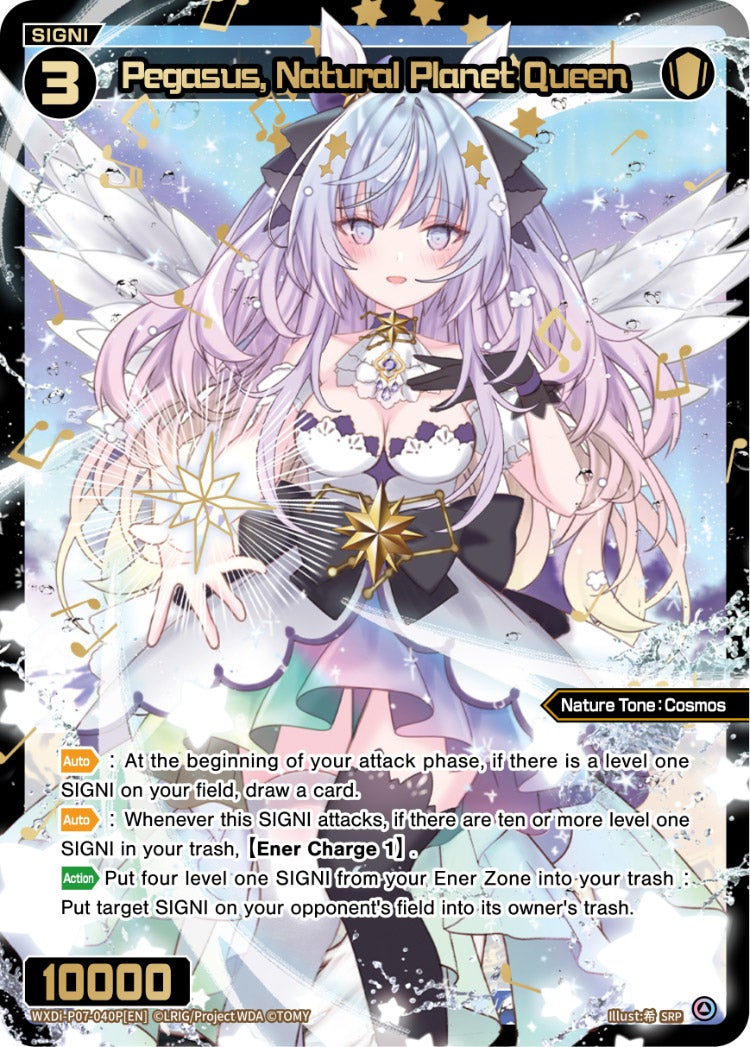 SIGNI
3
Pegasus, Natural Planet Queen
Nature Tone:Cosmos
Auto : At the beginning of your attack phase, if there is a level one
SIGNI on your field, draw a card.
Auto : Whenever this SIGNI attacks, if there are ten or more level one
SIGNI in your trash, 【Ener Charge 1】.
Action Put four level one SIGNI from your Ener Zone into your trash :
Put target SIGNI on your opponent's field into its owner's trash.
10000
WXDi-P07-040P[EN] ©LRIG/Project WDA ©TOMY
Illust:希 SRP